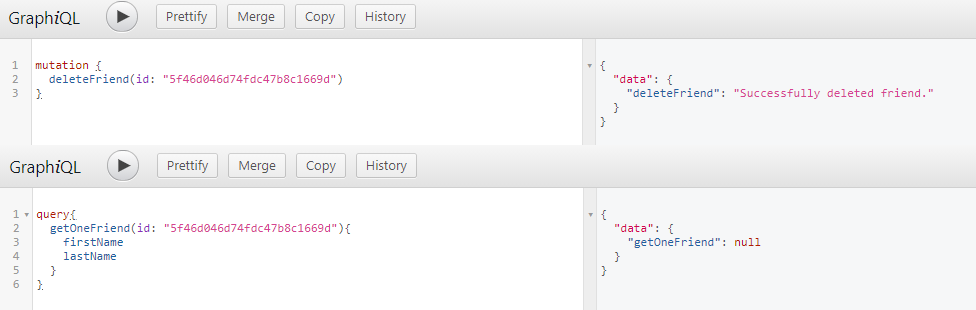 GraphiQL Prettify Merge Copy History
1 mutation {
2 deleteFriend(id: "5f46d046d74fdc47b8c1669d")
3 }
{
"data": {
"deleteFriend": "Successfully deleted friend."
}
}
GraphiQL Prettify Merge Copy History
1 query{
2 getOneFriend(id: "5f46d046d74fdc47b8c1669d"){
3 firstName
4 lastName
5 }
6 }
{
"data": {
"getOneFriend": null
}
}